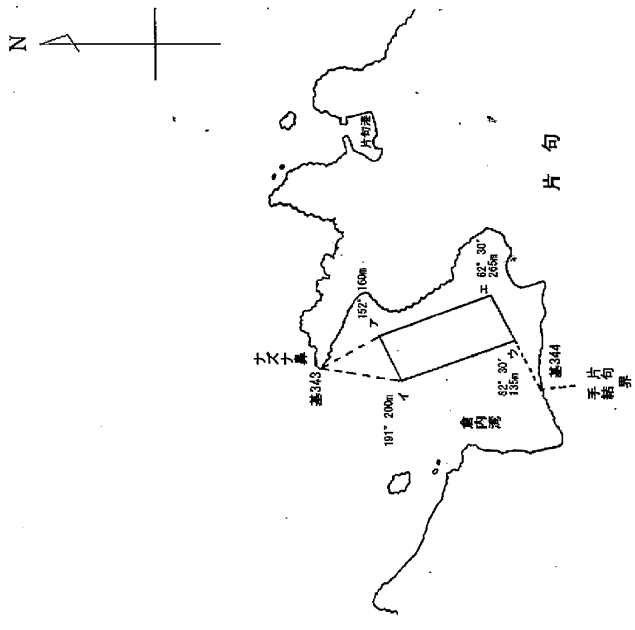 N
片句港
片句
ナズナ鼻
基343
152° 160m
ア
191° 200m
イ
62° 30′
265m
エ
ウ
62° 30′
135m
基344
倉内湾
手結
片句
界